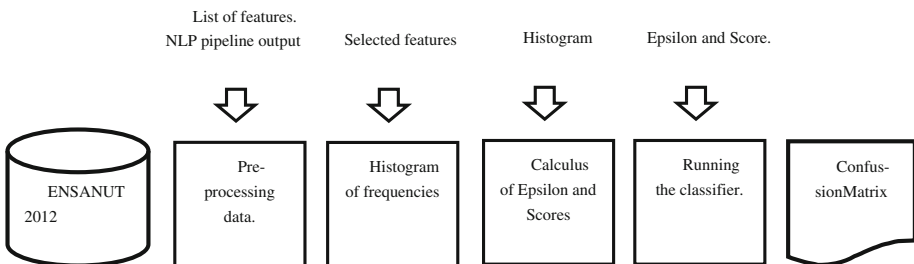 List of features.
NLP pipeline output
Selected features
Histogram
Epsilon and Score.
ENSANUT
2012
Pre-
processing
data.
Histogram
of frequencies
Calculus
of Epsilon and
Scores
Running
the classifier.
Confus-
sionMatrix